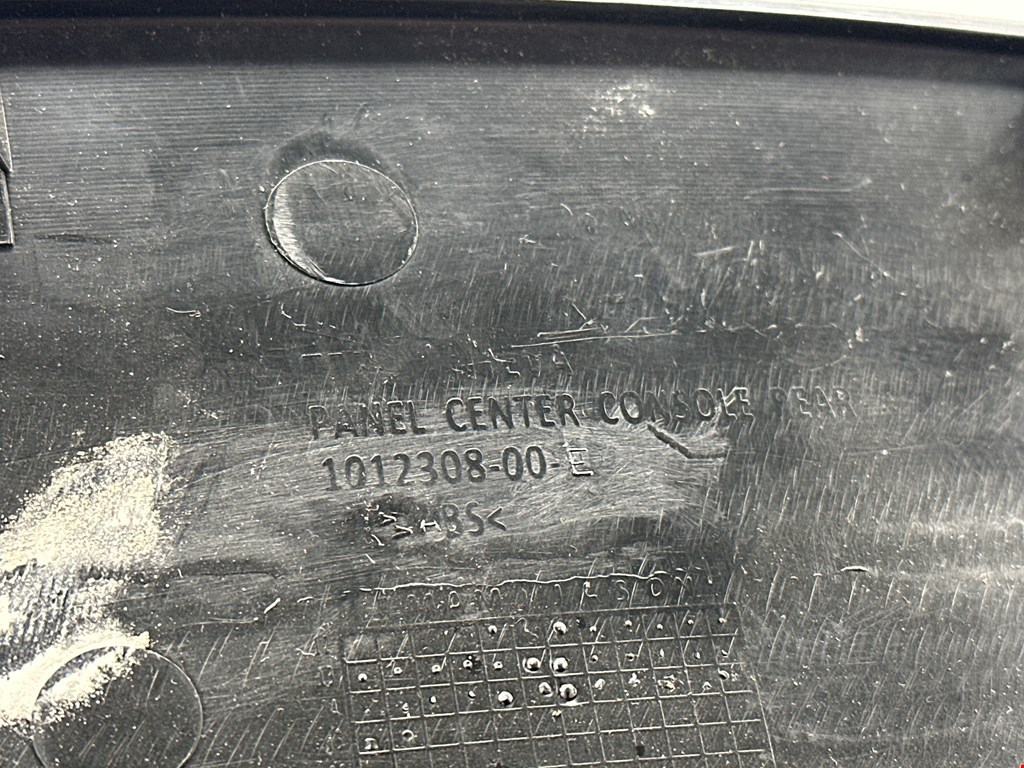 PANEL CENTER CONSOLE REAR
1012308-00-E
>ABS<